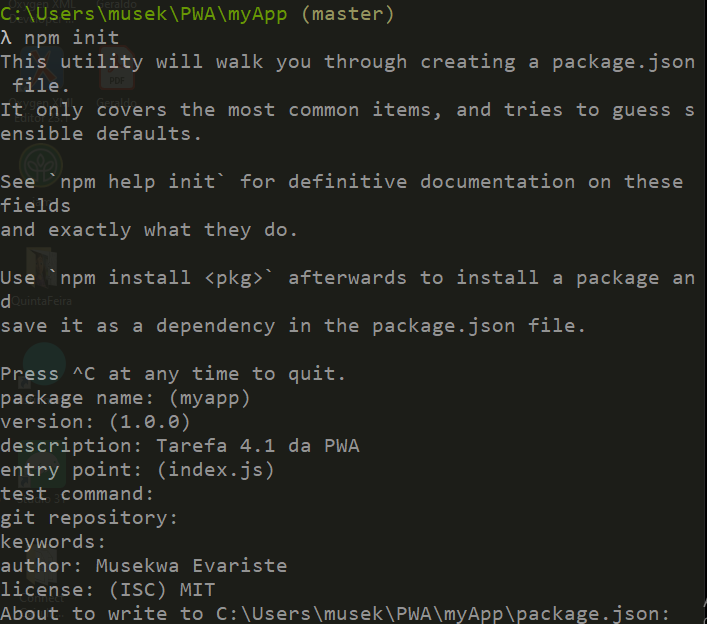 C:\Users\musek\PWA\myApp (master)
λ npm init
This utility will walk you through creating a package.json
 file.
It only covers the most common items, and tries to guess s
ensible defaults.
See `npm help init` for definitive documentation on these
fields
and exactly what they do.
Use `npm install <pkg>` afterwards to install a package an
d
save it as a dependency in the package.json file.
Press ^C at any time to quit.
package name: (myapp)
version: (1.0.0)
description: Tarefa 4.1 da PWA
entry point: (index.js)
test command:
git repository:
keywords:
author: Musekwa Evariste
license: (ISC) MIT
About to write to C:\Users\musek\PWA\myApp\package.json:
QuintaFeira